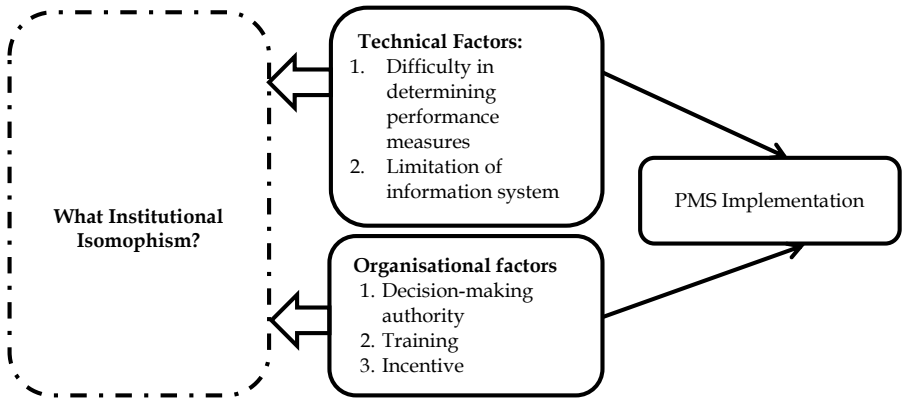 What Institutional
Isomophism?
Technical Factors:
1. Difficulty in
determining
performance
measures
2. Limitation of
information system
Organisational factors
1. Decision-making
authority
2. Training
3. Incentive
PMS Implementation